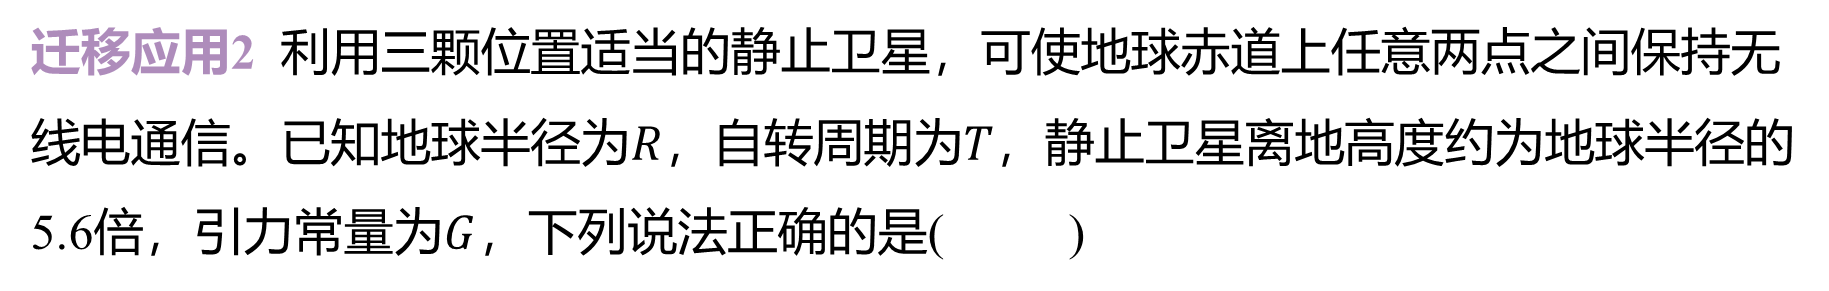 迁移应用2 利用三颗位置适当的静止卫星，可使地球赤道上任意两点之间保持无
线电通信。已知地球半径为R，自转周期为T，静止卫星离地高度约为地球半径的
5.6倍，引力常量为G，下列说法正确的是( )